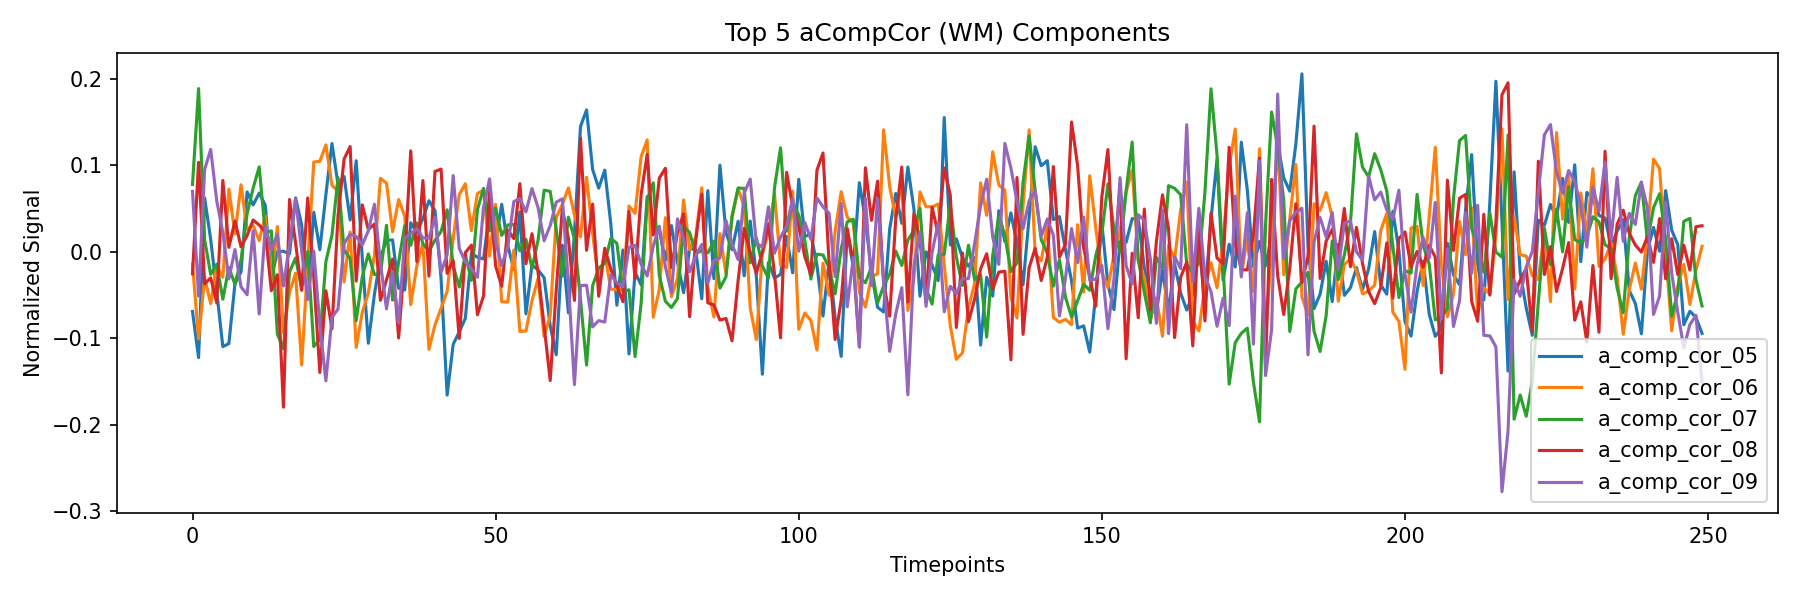 Top 5 aCompCor (WM) Components
Normalized Signal
0.2
0.1
0.0
−0.1
−0.2
−0.3
0 50 100 150 200 250
Timepoints
a_comp_cor_05
a_comp_cor_06
a_comp_cor_07
a_comp_cor_08
a_comp_cor_09